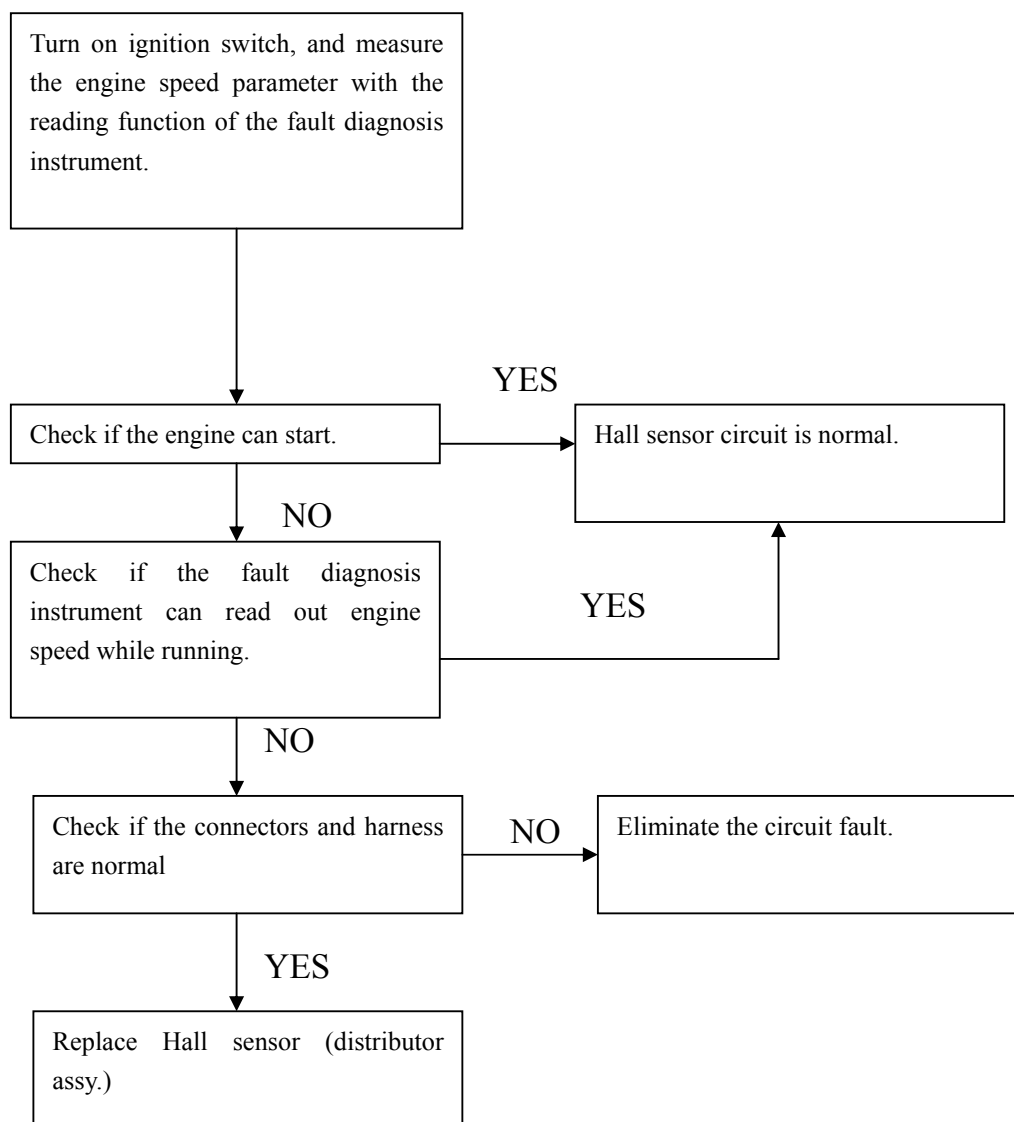 Turn on ignition switch, and measure
the engine speed parameter with the
reading function of the fault diagnosis
instrument.
YES
Check if the engine can start.
Hall sensor circuit is normal.
NO
Check if the fault diagnosis
instrument can read out engine
speed while running.
YES
NO
Check if the connectors and harness
are normal
NO
Eliminate the circuit fault.
YES
Replace Hall sensor (distributor
assy.)